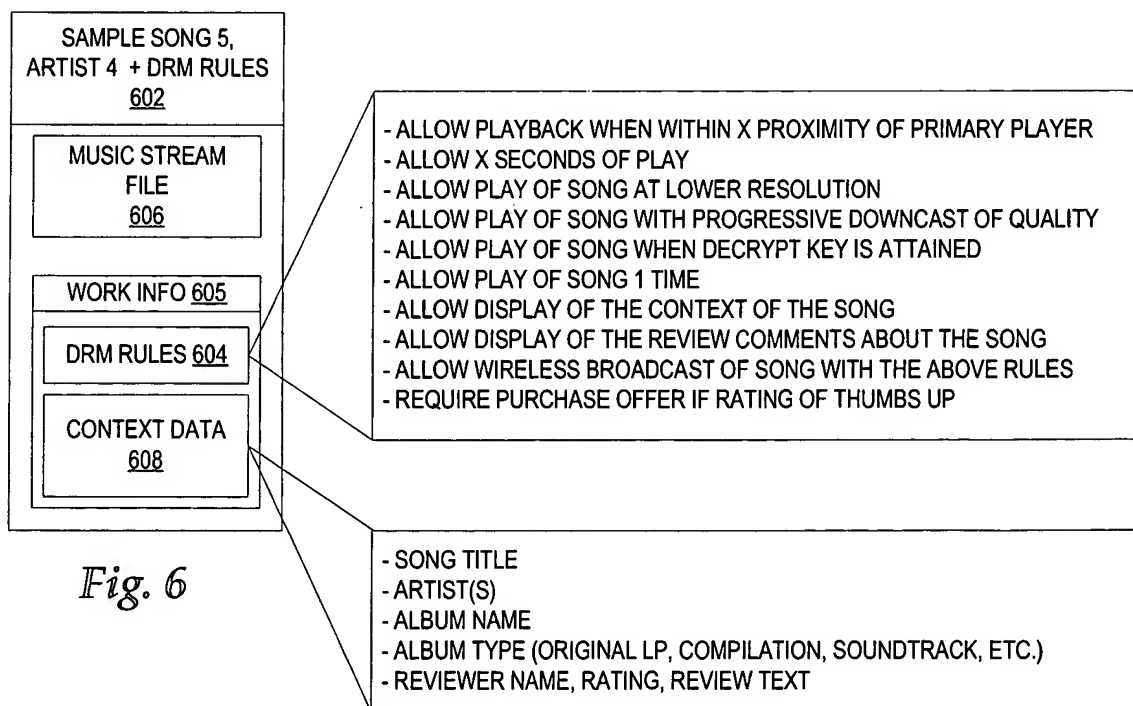 SAMPLE SONG 5,
ARTIST 4 + DRM RULES
602
MUSIC STREAM
FILE
606
WORK INFO 605
DRM RULES 604
CONTEXT DATA
608
- ALLOW PLAYBACK WHEN WITHIN X PROXIMITY OF PRIMARY PLAYER
- ALLOW X SECONDS OF PLAY
- ALLOW PLAY OF SONG AT LOWER RESOLUTION
- ALLOW PLAY OF SONG WITH PROGRESSIVE DOWNCAST OF QUALITY
- ALLOW PLAY OF SONG WHEN DECRYPT KEY IS ATTAINED
- ALLOW PLAY OF SONG 1 TIME
- ALLOW DISPLAY OF THE CONTEXT OF THE SONG
- ALLOW DISPLAY OF THE REVIEW COMMENTS ABOUT THE SONG
- ALLOW WIRELESS BROADCAST OF SONG WITH THE ABOVE RULES
- REQUIRE PURCHASE OFFER IF RATING OF THUMBS UP
- SONG TITLE
- ARTIST(S)
- ALBUM NAME
- ALBUM TYPE (ORIGINAL LP, COMPILATION, SOUNDTRACK, ETC.)
- REVIEWER NAME, RATING, REVIEW TEXT
Fig. 6